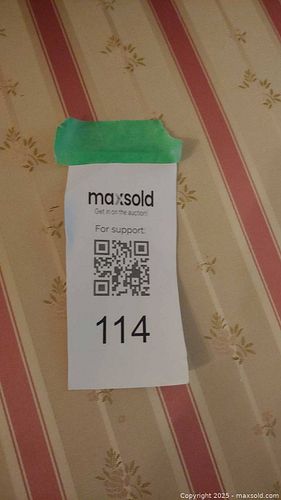 maxsold
Get in on the auction!
For support:
114
Copyright 2025 - maxsold.com